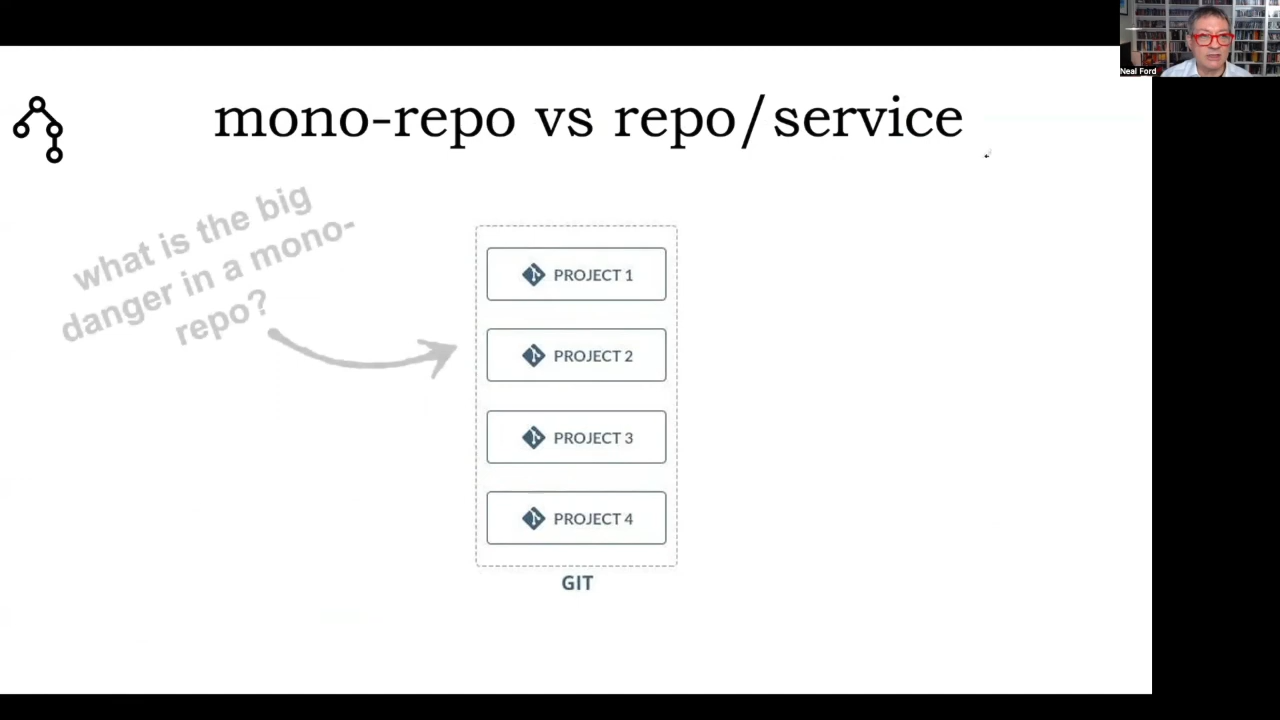 Neal Ford
mono-repo vs repo/service
what is the big
danger in a mono-
repo?
PROJECT 1
PROJECT 2
PROJECT 3
PROJECT 4
GIT